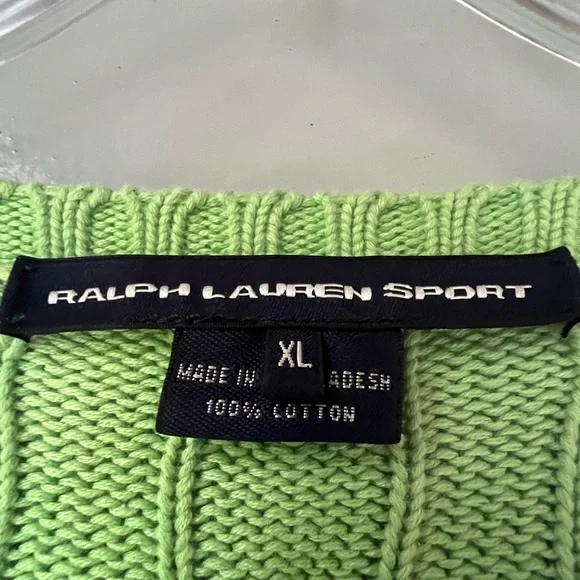 RALPH LAUREN SPORT
XL
MADE IN ADESH
100% COTTON